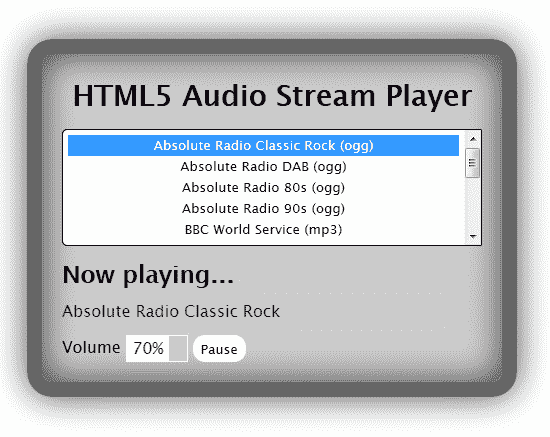 HTML5 Audio Stream Player
Absolute Radio Classic Rock (ogg)
Absolute Radio DAB (ogg)
Absolute Radio 80s (ogg)
Absolute Radio 90s (ogg)
BBC World Service (mp3)
Now playing...
Absolute Radio Classic Rock
Volume 70% Pause